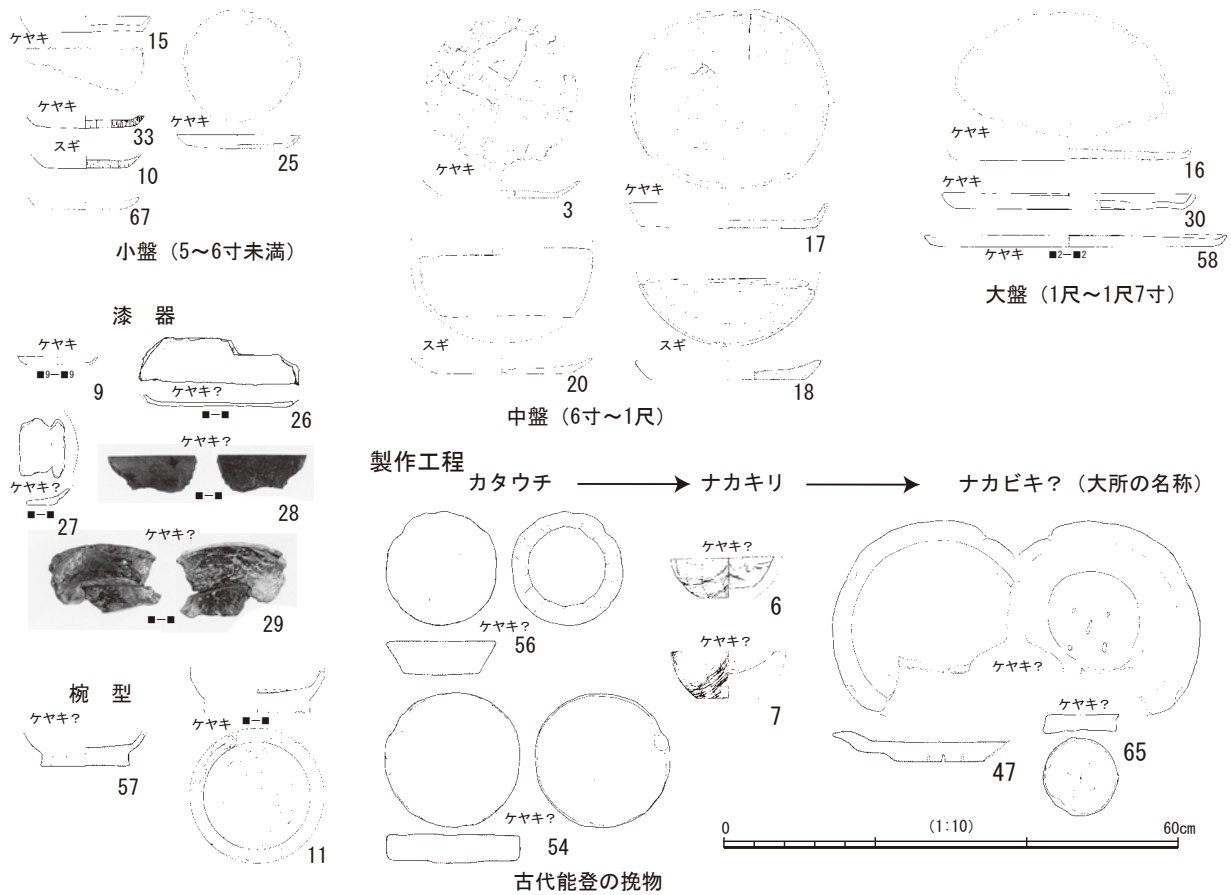 ケヤキ
15
ケヤキ
33
スギ
10
67
ケヤキ
25
小盤（5～6寸未満）
ケヤキ
3
ケヤキ
17
スギ
20
スギ
18
中盤（6寸～1尺）
ケヤキ
16
ケヤキ
30
ケヤキ
■2－■2
58
大盤（1尺～1尺7寸）
漆　器
ケヤキ
■9－■9
9
ケヤキ？
■－■
26
ケヤキ？
■－■
27
ケヤキ？
■－■
28
ケヤキ？
■－■
29
椀　型
ケヤキ？
57
■－■
ケヤキ
11
製作工程
カタウチ → ナカキリ → ナカビキ？（大所の名称）
ケヤキ？
56
ケヤキ？
54
ケヤキ？
6
ケヤキ？
7
ケヤキ？
47
ケヤキ？
65
0 (1:10) 60cm
古代能登の挽物